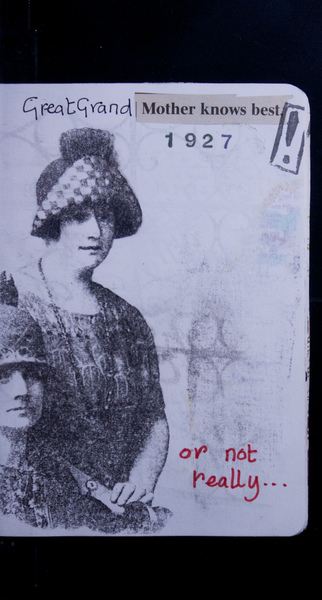 GreatGrand Mother knows best
!
1927
or not
really...